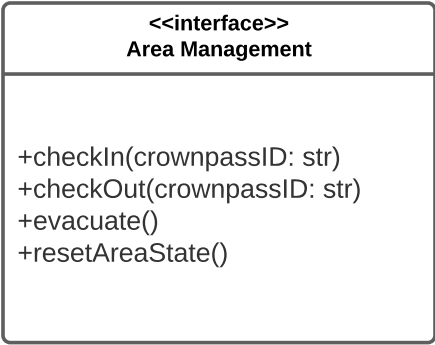 <<interface>>
Area Management
+checkIn(crownpassID: str)
+checkOut(crownpassID: str)
+evacuate()
+resetAreaState()